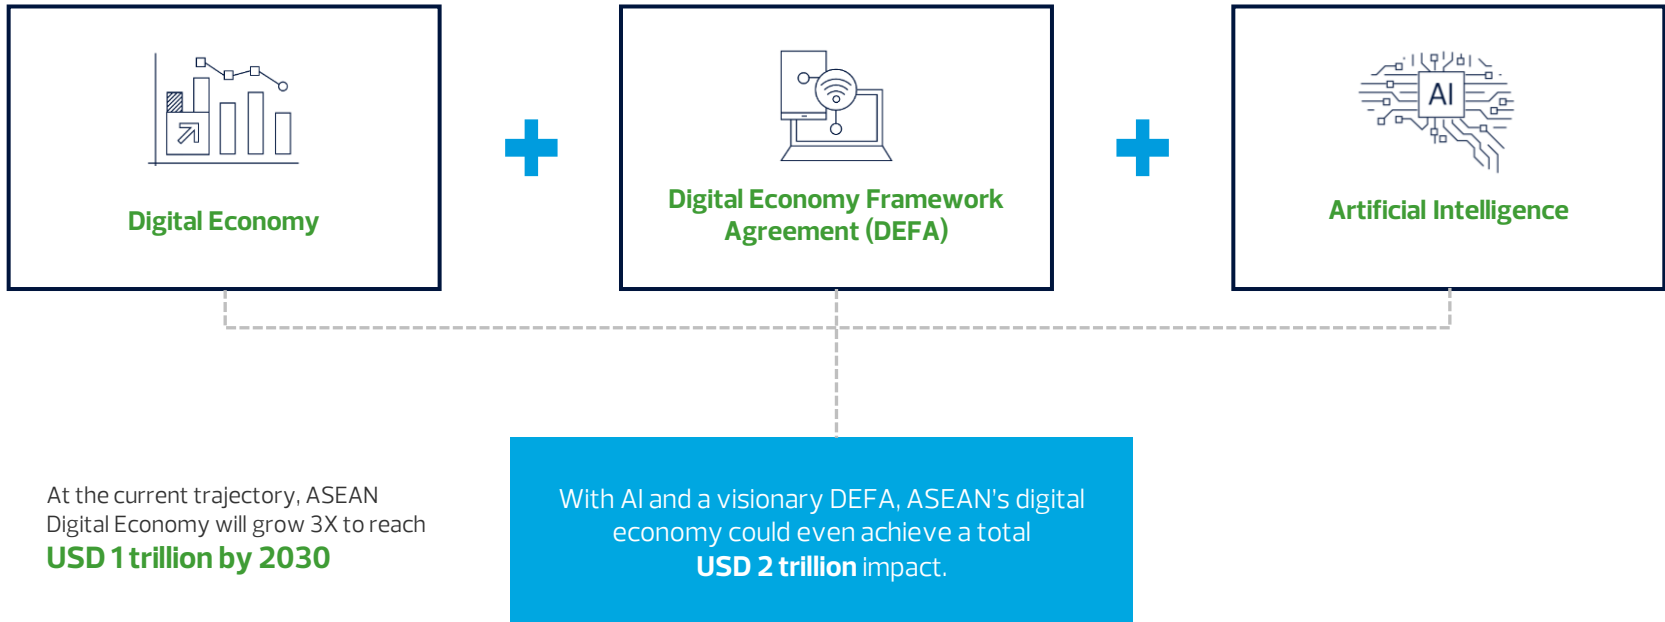 AI
Digital Economy
Digital Economy Framework
Agreement (DEFA)
Artificial Intelligence
At the current trajectory, ASEAN
Digital Economy will grow 3X to reach
USD 1 trillion by 2030
With AI and a visionary DEFA, ASEAN’s digital
economy could even achieve a total
USD 2 trillion impact.